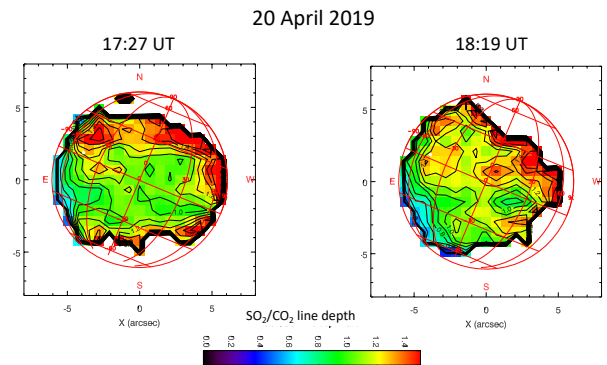 20 April 2019
17:27 UT
18:19 UT
N
N
5
5
E
0
W
E
0
W
-5
-5
S
S
-5
0
5
-5
0
5
X (arcsec)
X (arcsec)
SO₂/CO₂ line depth
0.0
0.2
0.4
0.6
0.8
1.0
1.2
1.4